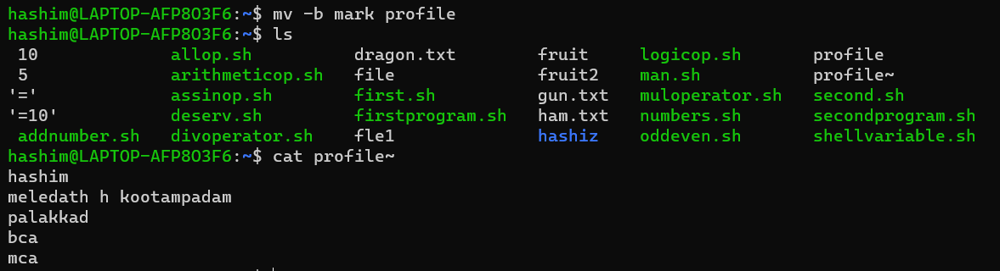 hashim@LAPTOP-AFP8O3F6:~$ mv -b mark profile
hashim@LAPTOP-AFP8O3F6:~$ ls
 10             allop.sh          dragon.txt        fruit     logicop.sh       profile
 5              arithmeticop.sh   file              fruit2    man.sh           profile~
'='             assinop.sh        first.sh          gun.txt   muloperator.sh   second.sh
'=10'           deserv.sh         firstprogram.sh   ham.txt   numbers.sh       secondprogram.sh
 addnumber.sh   divoperator.sh    fle1              hashiz    oddeven.sh       shellvariable.sh
hashim@LAPTOP-AFP8O3F6:~$ cat profile~
hashim
meledath h kootampadam
palakkad
bca
mca